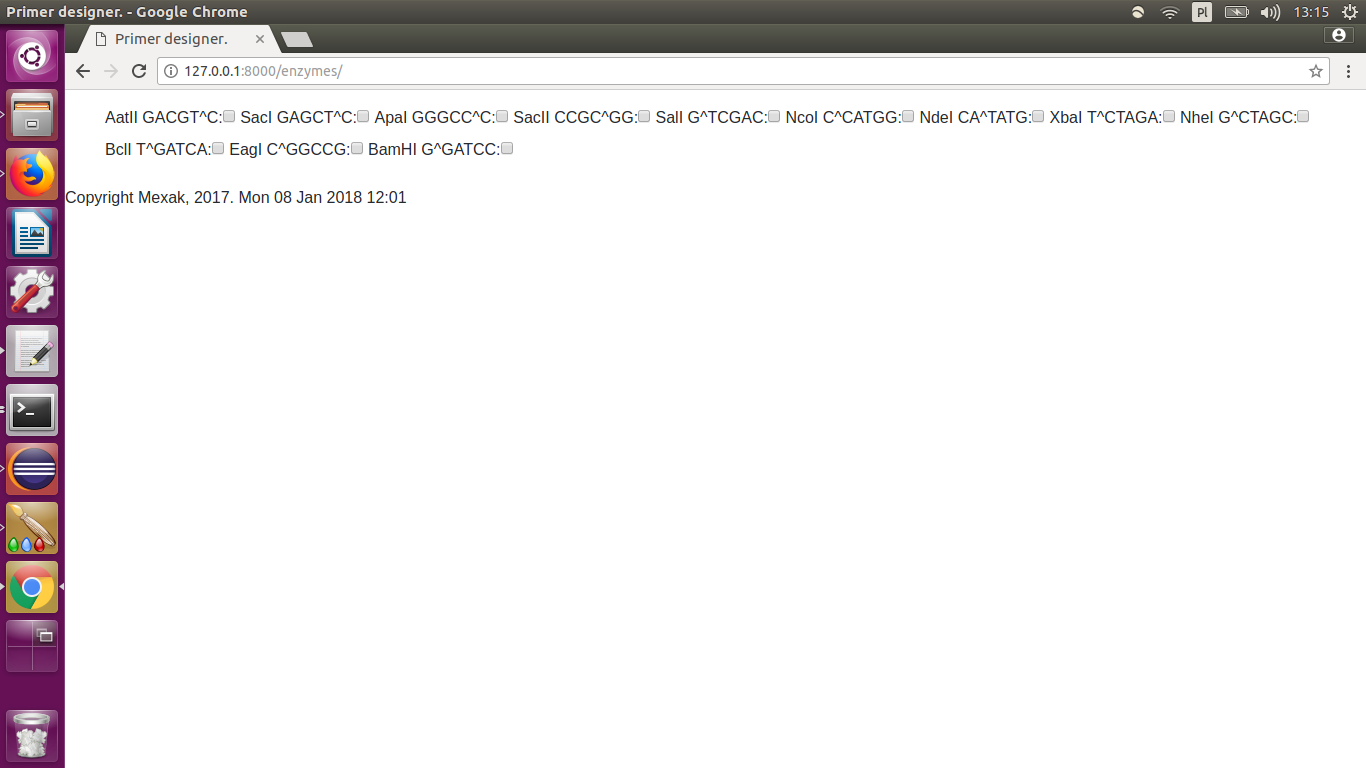 Primer designer. - Google Chrome
Pl
13:15
Primer designer.
127.0.0.1:8000/enzymes/
AatII GACGT^C: SacI GAGCT^C: ApaI GGGCC^C: SacII CCGC^GG: SalI G^TCGAC: NcoI C^CATGG: NdeI CA^TATG: XbaI T^CTAGA: NheI G^CTAGC:
BclI T^GATCA: EagI C^GGCCG: BamHI G^GATCC:
Copyright Mexak, 2017. Mon 08 Jan 2018 12:01